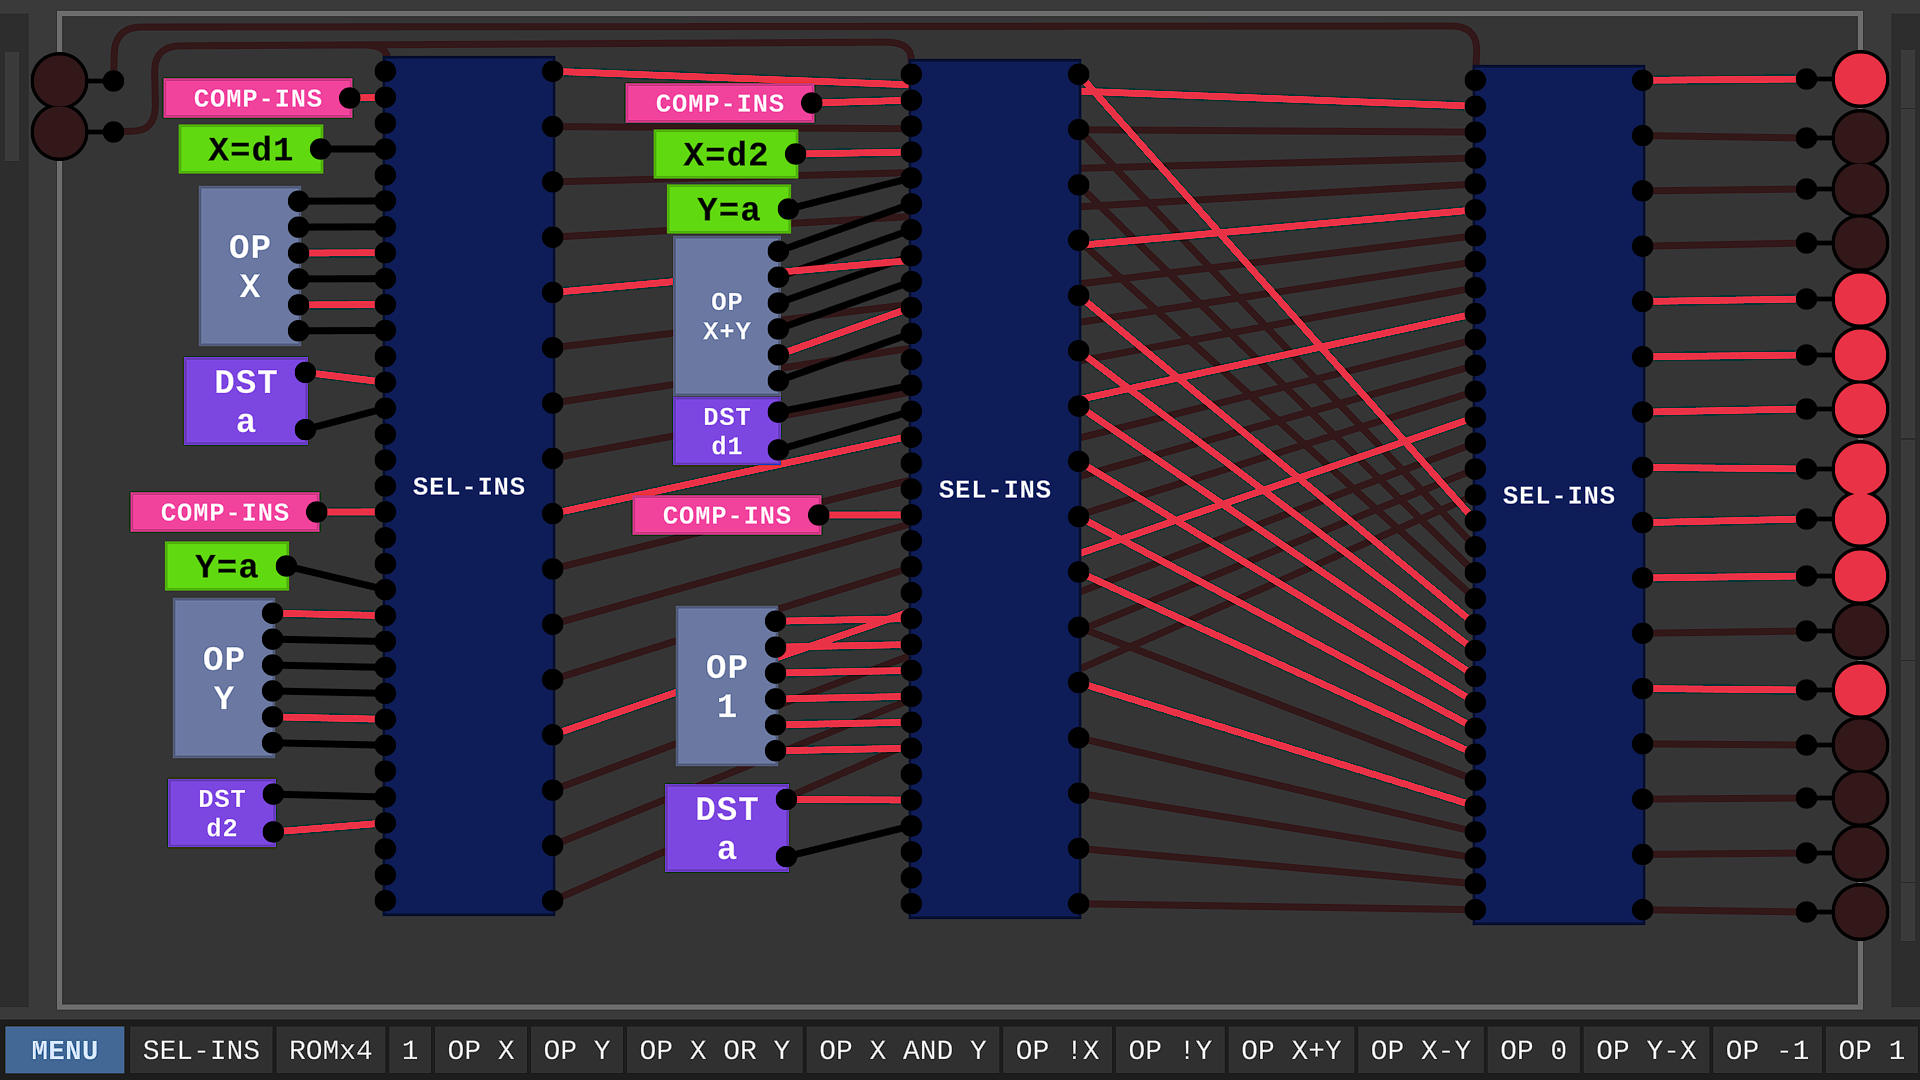 COMP-INS
X=d1
OP
X
DST
a
COMP-INS
Y=a
OP
Y
DST
d2
SEL-INS
COMP-INS
X=d2
Y=a
OP
X+Y
DST
d1
COMP-INS
OP
1
DST
a
SEL-INS
SEL-INS
MENU
SEL-INS
ROMx4
1
OP X
OP Y
OP X OR Y
OP X AND Y
OP !X
OP !Y
OP X+Y
OP X-Y
OP 0
OP Y-X
OP -1
OP 1